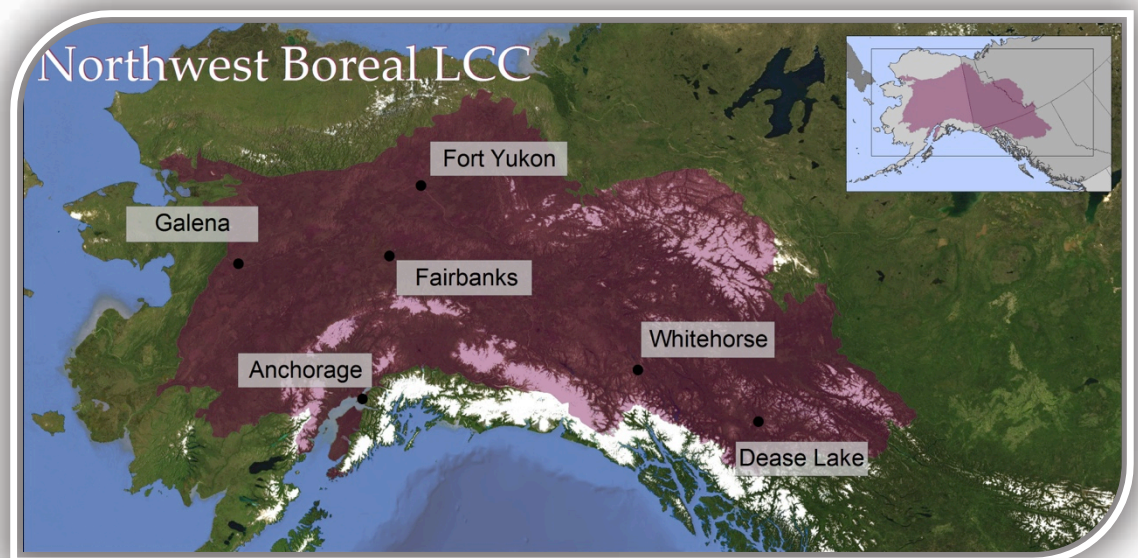 Northwest Boreal LCC
Fort Yukon
Galena
Fairbanks
Whitehorse
Anchorage
Dease Lake